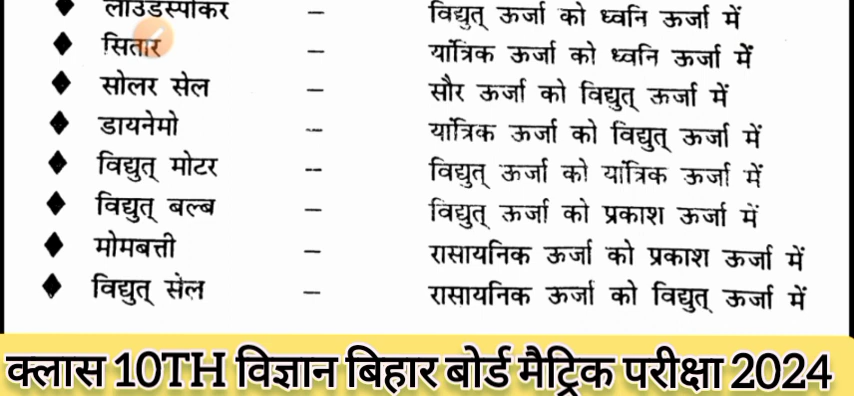 ◆ लाउडस्पीकर – विद्युत् ऊर्जा को ध्वनि ऊर्जा में
◆ सितार – यांत्रिक ऊर्जा को ध्वनि ऊर्जा में
◆ सोलर सेल – सौर ऊर्जा को विद्युत् ऊर्जा में
◆ डायनेमो – यांत्रिक ऊर्जा को विद्युत् ऊर्जा में
◆ विद्युत् मोटर -- विद्युत् ऊर्जा को यांत्रिक ऊर्जा में
◆ विद्युत् बल्ब – विद्युत् ऊर्जा को प्रकाश ऊर्जा में
◆ मोमबत्ती – रासायनिक ऊर्जा को प्रकाश ऊर्जा में
◆ विद्युत् सेल – रासायनिक ऊर्जा को विद्युत् ऊर्जा में
क्लास 10TH विज्ञान बिहार बोर्ड मैट्रिक परीक्षा 2024